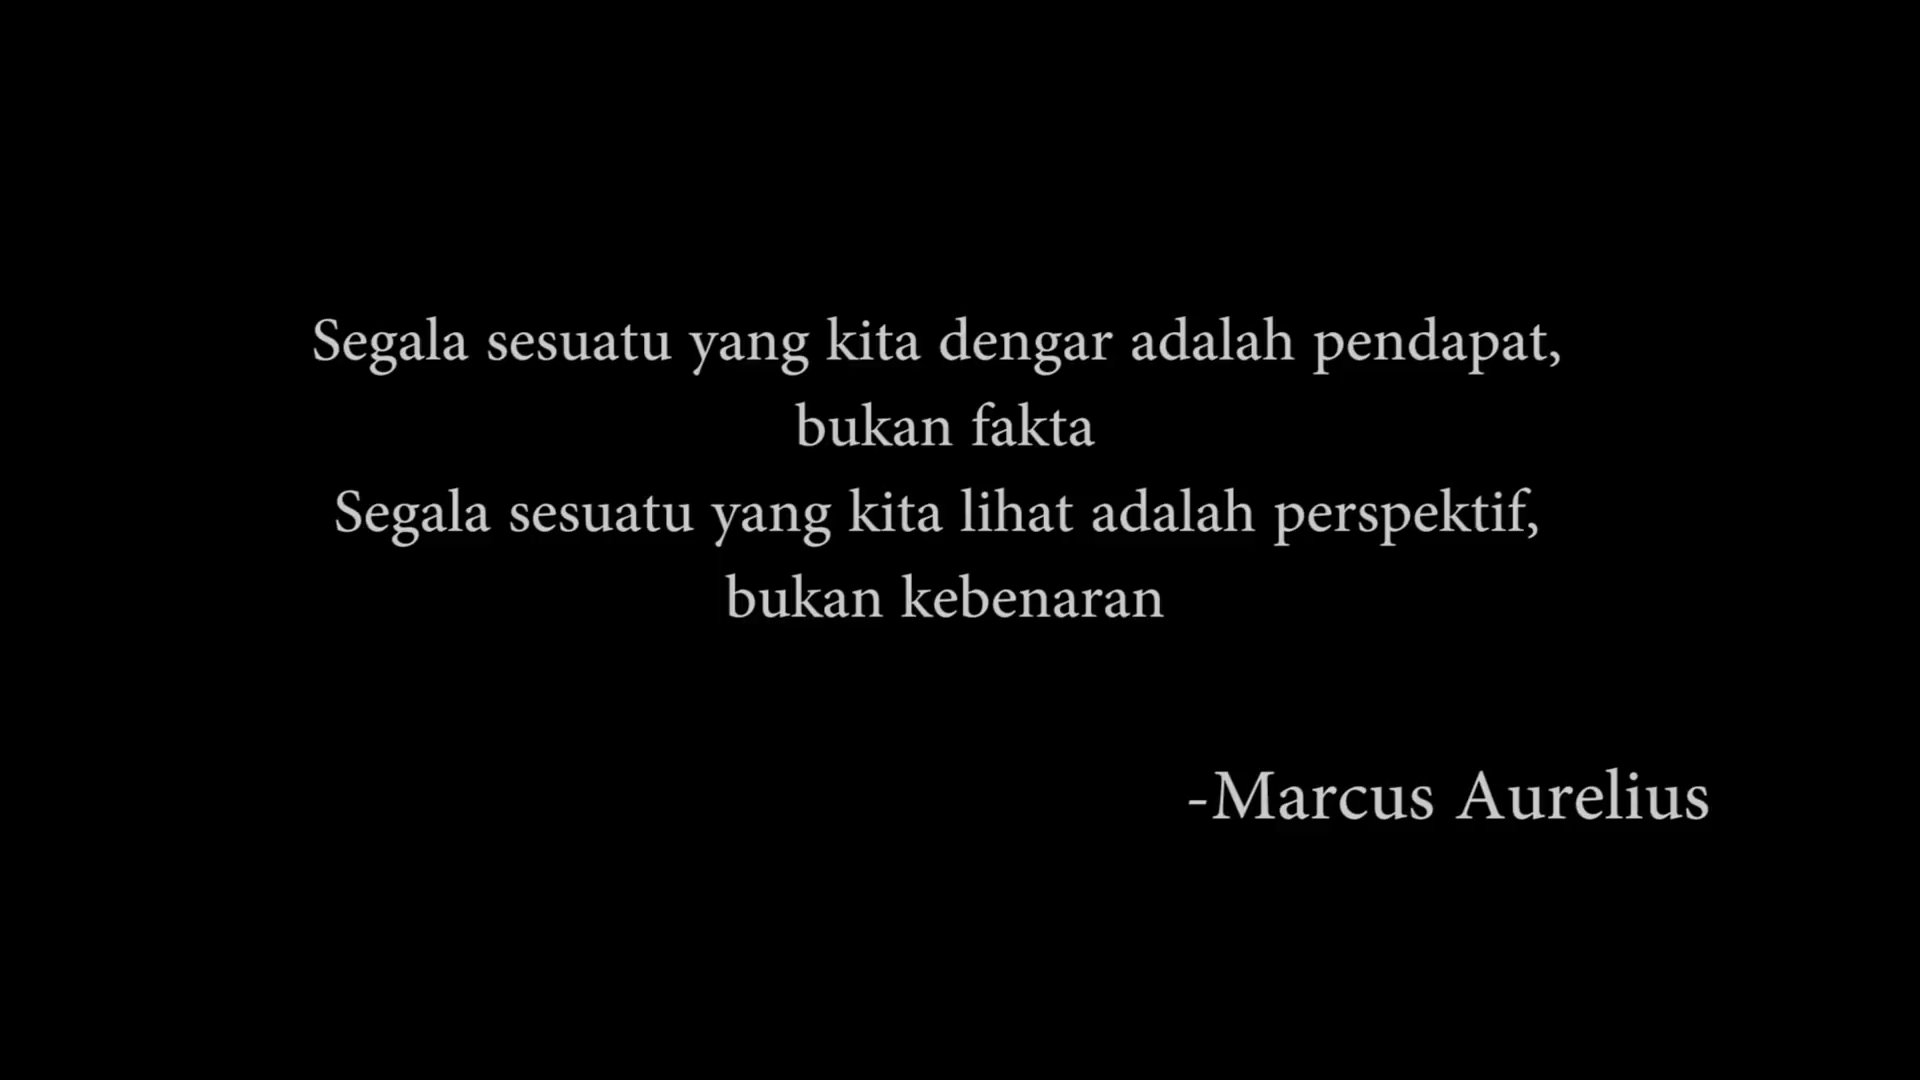 Segala sesuatu yang kita dengar adalah pendapat,
bukan fakta
Segala sesuatu yang kita lihat adalah perspektif,
bukan kebenaran
-Marcus Aurelius